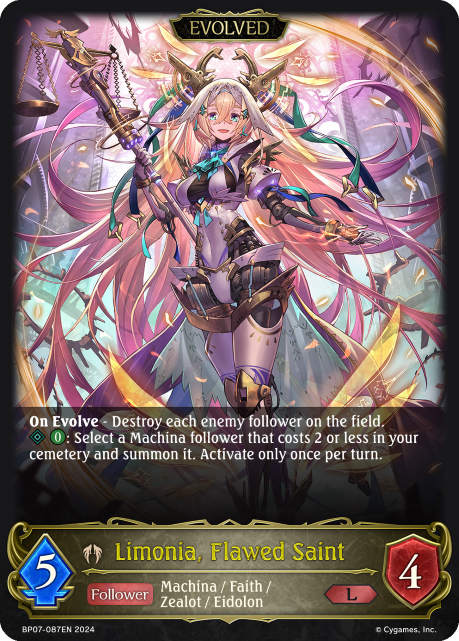 EVOLVED
On Evolve - Destroy each enemy follower on the field.
0 : Select a Machina follower that costs 2 or less in your
cemetery and summon it. Activate only once per turn.
Limonia, Flawed Saint
5
Follower
Machina / Faith /
Zealot / Eidolon
L
4
BP07-087EN 2024
© Cygames, Inc.